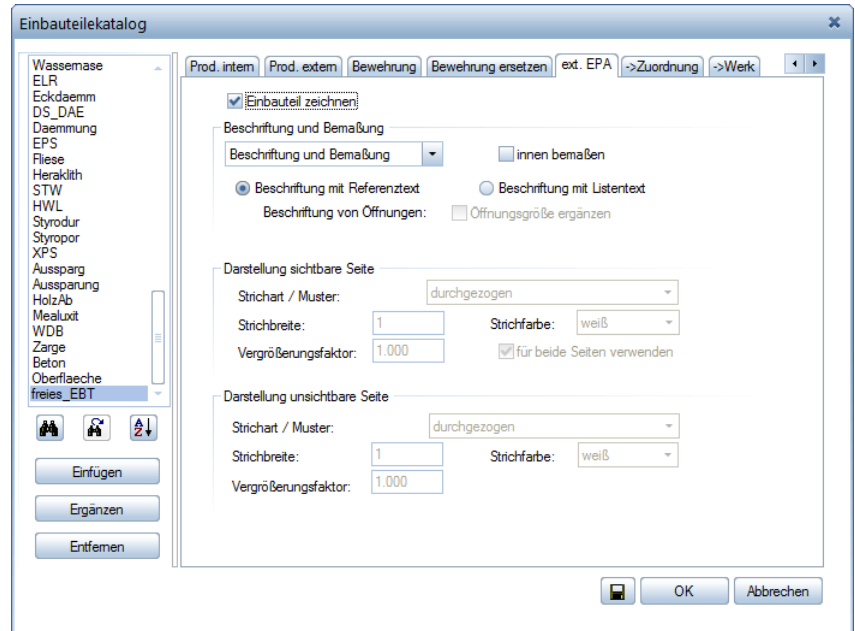 Einbauteilekatalog
Wassernase
ELR
Eckdaemm
DS_DAE
Daemmung
EPS
Fliese
Heraklith
STW
HWL
Styrodur
Styropor
XPS
Aussparg
Aussparung
HolzAb
Mealuxit
WDB
Zarge
Beton
Oberflaeche
freies_EBT
A
Z
Einfügen
Ergänzen
Entfernen
Prod. intern Prod. extern Bewehrung Bewehrung ersetzen ext. EPA ->Zuordnung ->Werk
Einbauteil zeichnen
Beschriftung und Bemaßung
Beschriftung und Bemaßung innen bemaßen
Beschriftung mit Referenztext Beschriftung mit Listentext
Beschriftung von Öffnungen: Öffnungsgröße ergänzen
Darstellung sichtbare Seite
Strichart / Muster: durchgezogen
Strichbreite: 1 Strichfarbe: weiß
Vergrößerungsfaktor: 1.000 für beide Seiten verwenden
Darstellung unsichtbare Seite
Strichart / Muster: durchgezogen
Strichbreite: 1 Strichfarbe: weiß
Vergrößerungsfaktor: 1.000
OK Abbrechen